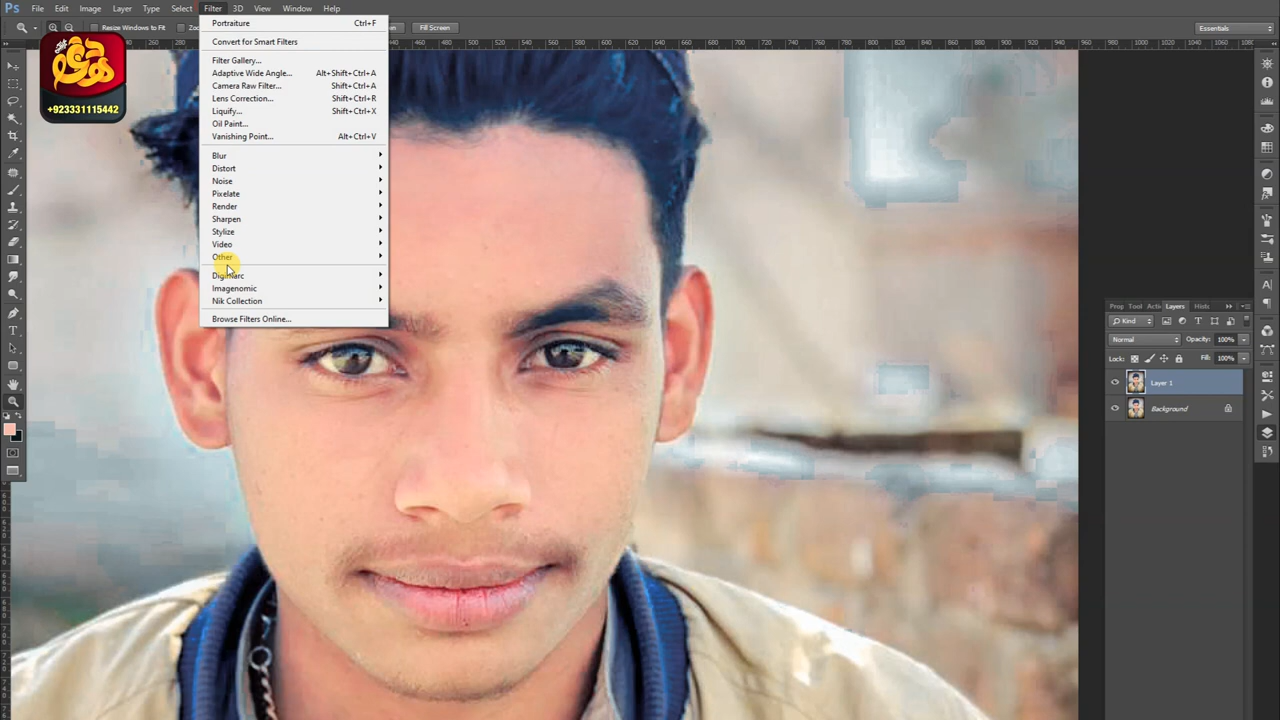 Ps File Edit Image Layer Type Select Filter 3D View Window Help
Resize Windows to Fit
Fill Screen
Essentials
+923331115442
Portraiture Ctrl+F
Convert for Smart Filters
Filter Gallery...
Adaptive Wide Angle... Alt+Shift+Ctrl+A
Camera Raw Filter... Shift+Ctrl+A
Lens Correction... Shift+Ctrl+R
Liquify... Shift+Ctrl+X
Oil Paint...
Vanishing Point... Alt+Ctrl+V
Blur
Distort
Noise
Pixelate
Render
Sharpen
Stylize
Video
Other
Digimarc
Imagenomic
Nik Collection
Browse Filters Online...
Prop Tool Acti Layers Histogram
Kind
Normal Opacity: 100%
Lock: Fill: 100%
Layer 1
Background